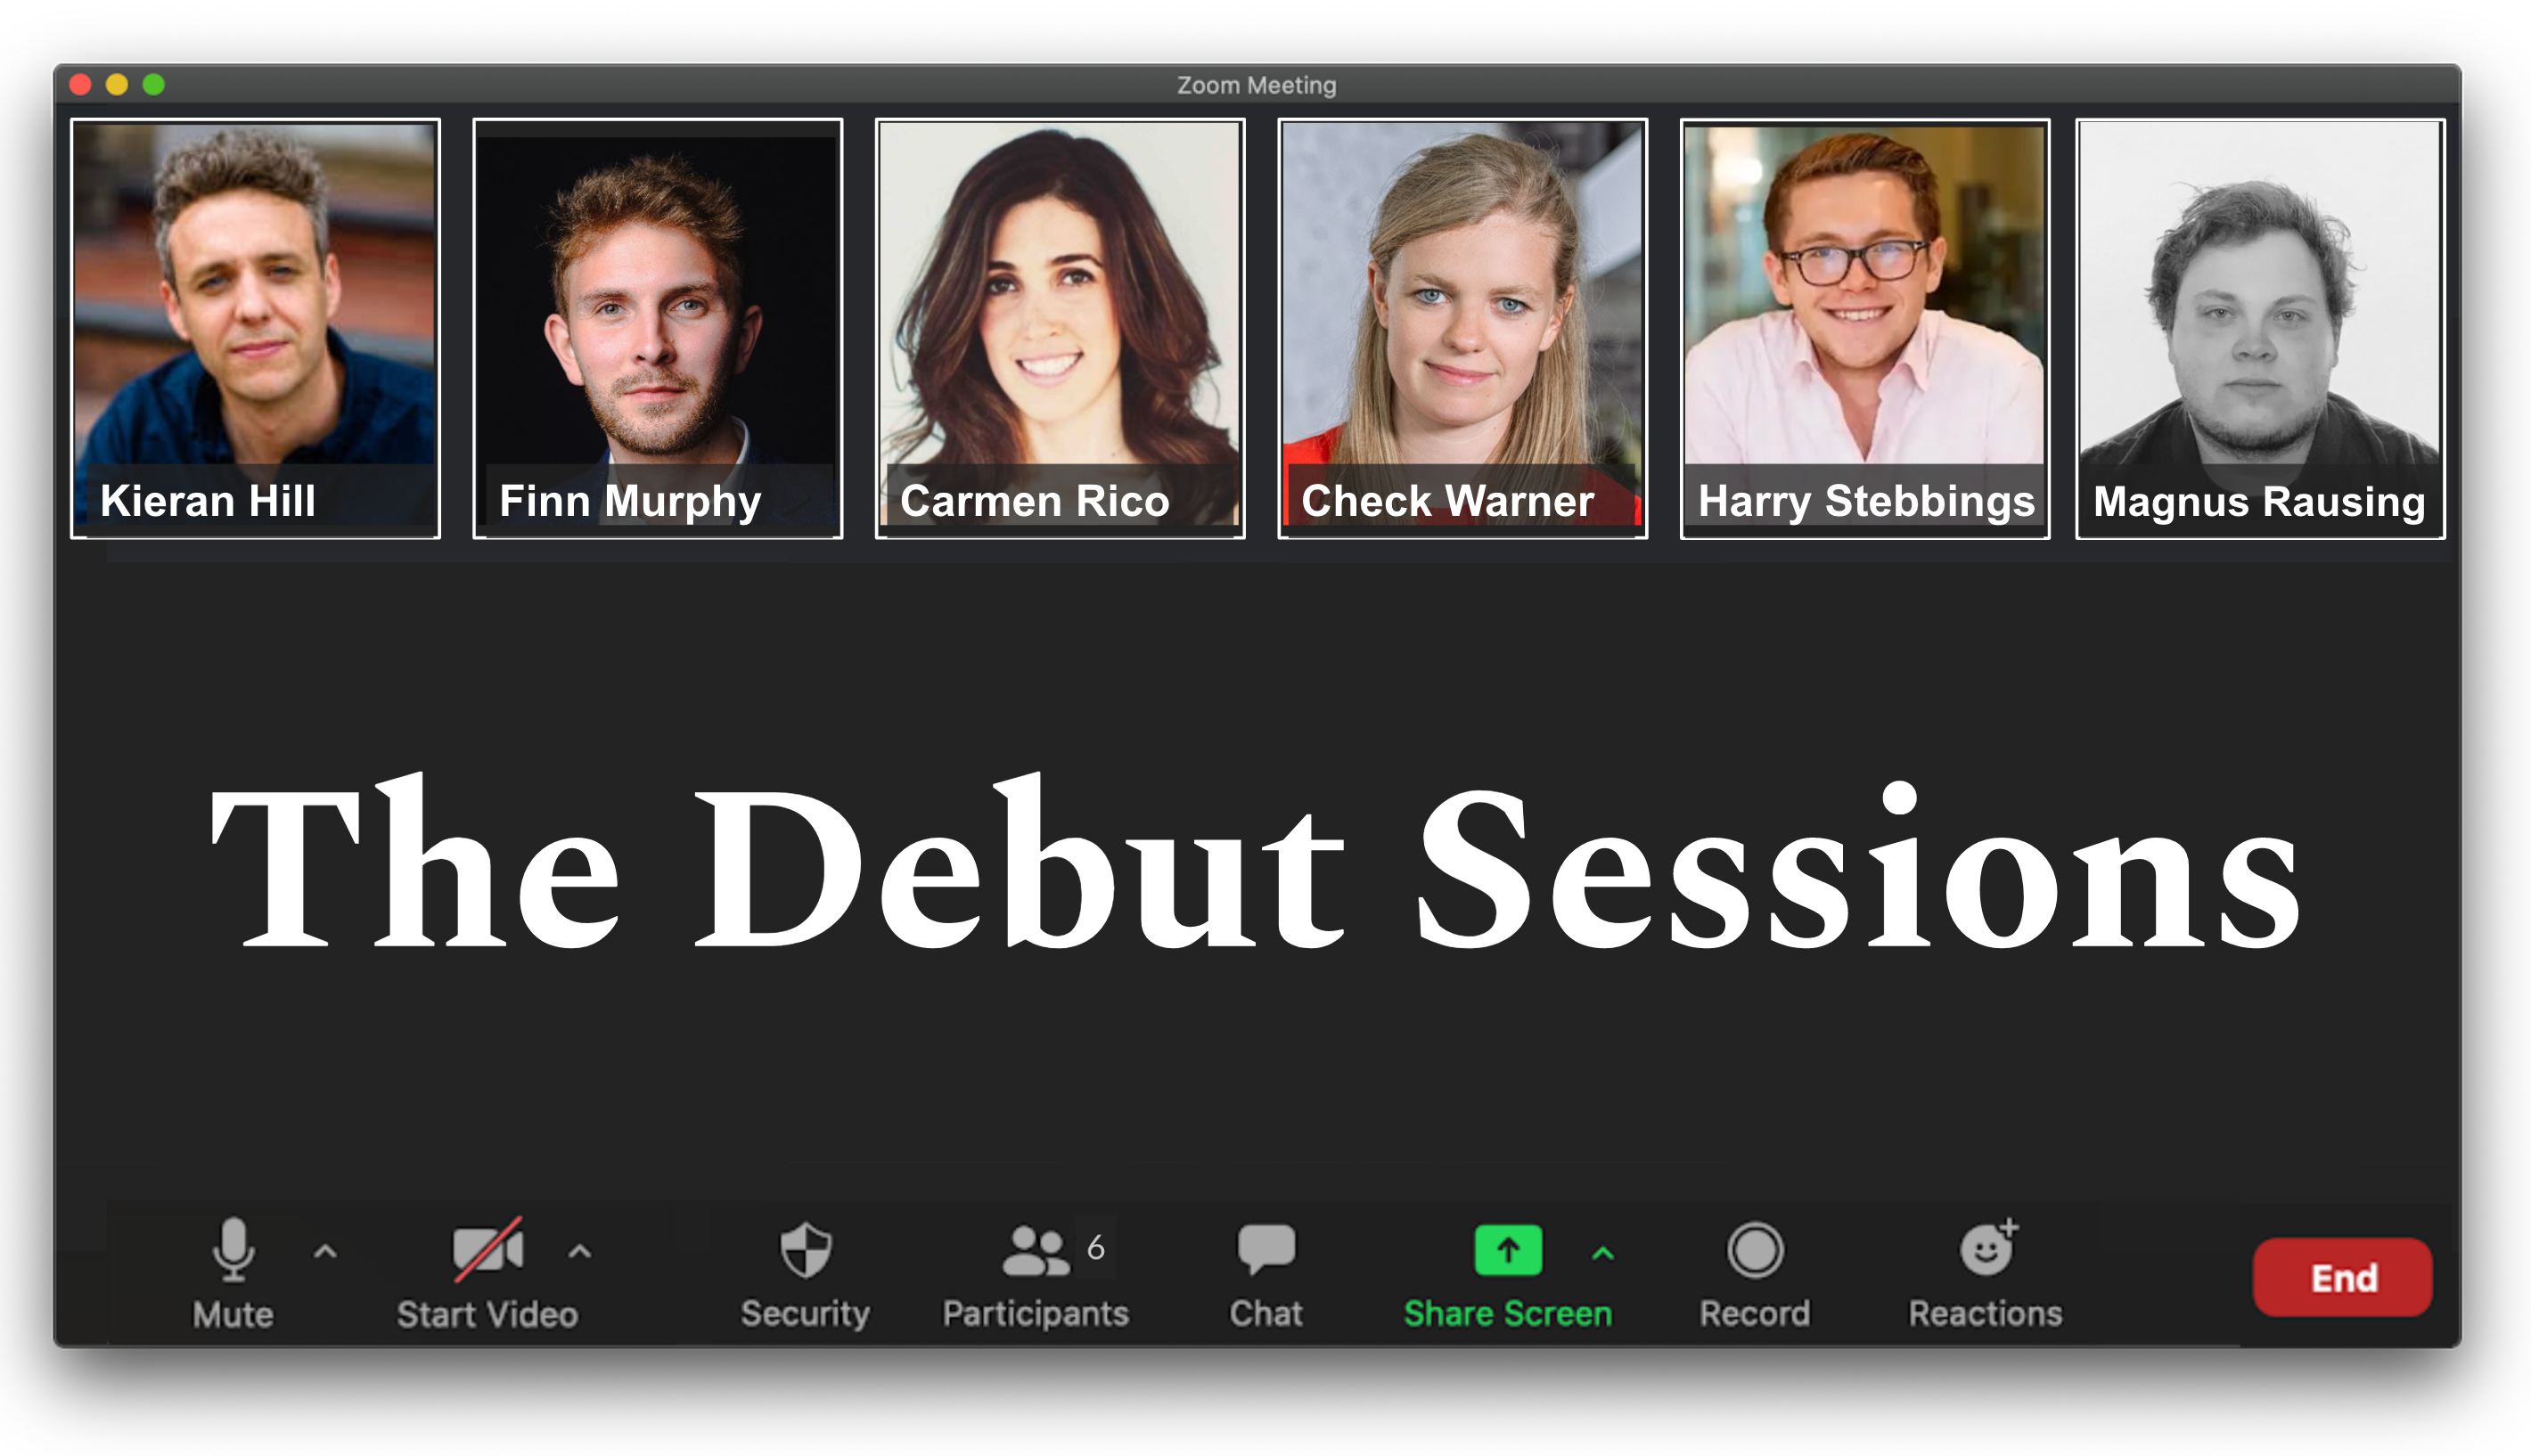 Zoom Meeting
Kieran Hill
Finn Murphy
Carmen Rico
Check Warner
Harry Stebbings
Magnus Rausing
The Debut Sessions
6
Mute
Start Video
Security
Participants
Chat
Share Screen
Record
Reactions
End